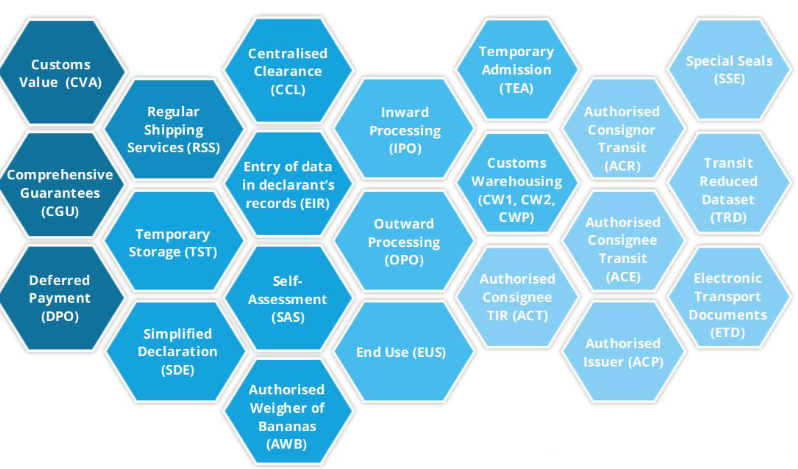 Customs
Value (CVA)
Comprehensive
Guarantees
(CGU)
Deferred
Payment
(DPO)
Regular
Shipping
Services (RSS)
Temporary
Storage (TST)
Simplified
Declaration
(SDE)
Centralised
Clearance
(CCL)
Entry of data
in declarant's
records (EIR)
Self-
Assessment
(SAS)
Authorised
Weigher of
Bananas
(AWB)
Inward
Processing
(IPO)
Outward
Processing
(OPO)
End Use (EUS)
Temporary
Admission
(TEA)
Customs
Warehousing
(CW1, CW2,
CWP)
Authorised
Consignee
TIR (ACT)
Authorised
Consignor
Transit
(ACR)
Authorised
Consignee
Transit
(ACE)
Authorised
Issuer (ACP)
Special Seals
(SSE)
Transit
Reduced
Dataset
(TRD)
Electronic
Transport
Documents
(ETD)